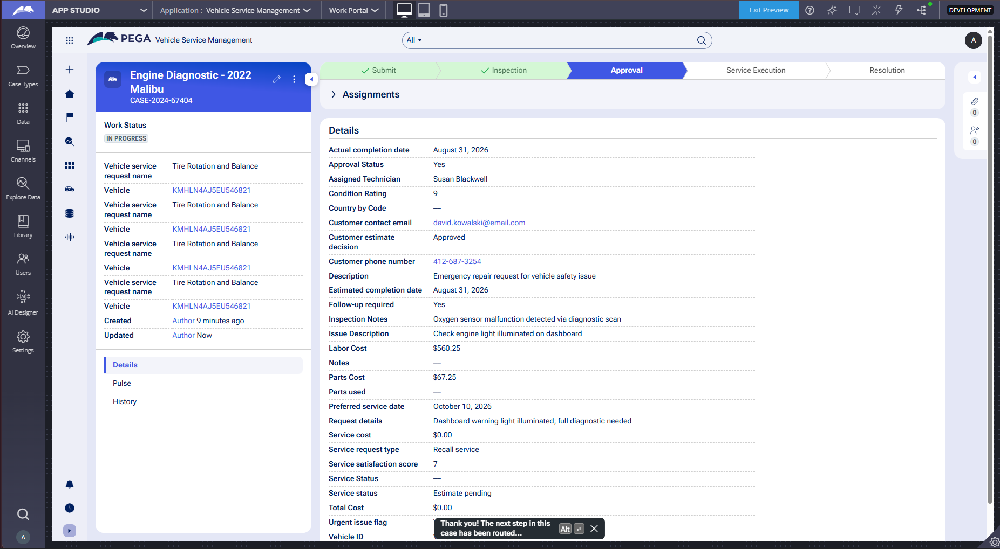 APP STUDIO
Application : Vehicle Service Management
Work Portal
Exit Preview
DEVELOPMENT
Overview
Case Types
Data
Channels
Explore Data
Library
Users
AI
AI Designer
Settings
A
PEGA Vehicle Service Management
All
A
Engine Diagnostic - 2022
Malibu
CASE-2024-67404
Work Status
IN PROGRESS
Vehicle service request name Tire Rotation and Balance
Vehicle KMHLN4AJ5EU546821
Vehicle service request name Tire Rotation and Balance
Vehicle KMHLN4AJ5EU546821
Vehicle service request name Tire Rotation and Balance
Vehicle KMHLN4AJ5EU546821
Vehicle service request name Tire Rotation and Balance
Vehicle KMHLN4AJ5EU546821
Created Author 9 minutes ago
Updated Author Now
Details
Pulse
History
Submit
Inspection
Approval
Service Execution
Resolution
Assignments
Details
Actual completion date August 31, 2026
Approval Status Yes
Assigned Technician Susan Blackwell
Condition Rating 9
Country by Code —
Customer contact email david.kowalski@email.com
Customer estimate decision Approved
Customer phone number 412-687-3254
Description Emergency repair request for vehicle safety issue
Estimated completion date August 31, 2026
Follow-up required Yes
Inspection Notes Oxygen sensor malfunction detected via diagnostic scan
Issue Description Check engine light illuminated on dashboard
Labor Cost $560.25
Notes —
Parts Cost $67.25
Parts used —
Preferred service date October 10, 2026
Request details Dashboard warning light illuminated; full diagnostic needed
Service cost $0.00
Service request type Recall service
Service satisfaction score 7
Service Status —
Service status Estimate pending
Total Cost $0.00
Urgent issue flag
Vehicle ID
Thank you! The next step in this
case has been routed...
Alt
0
0